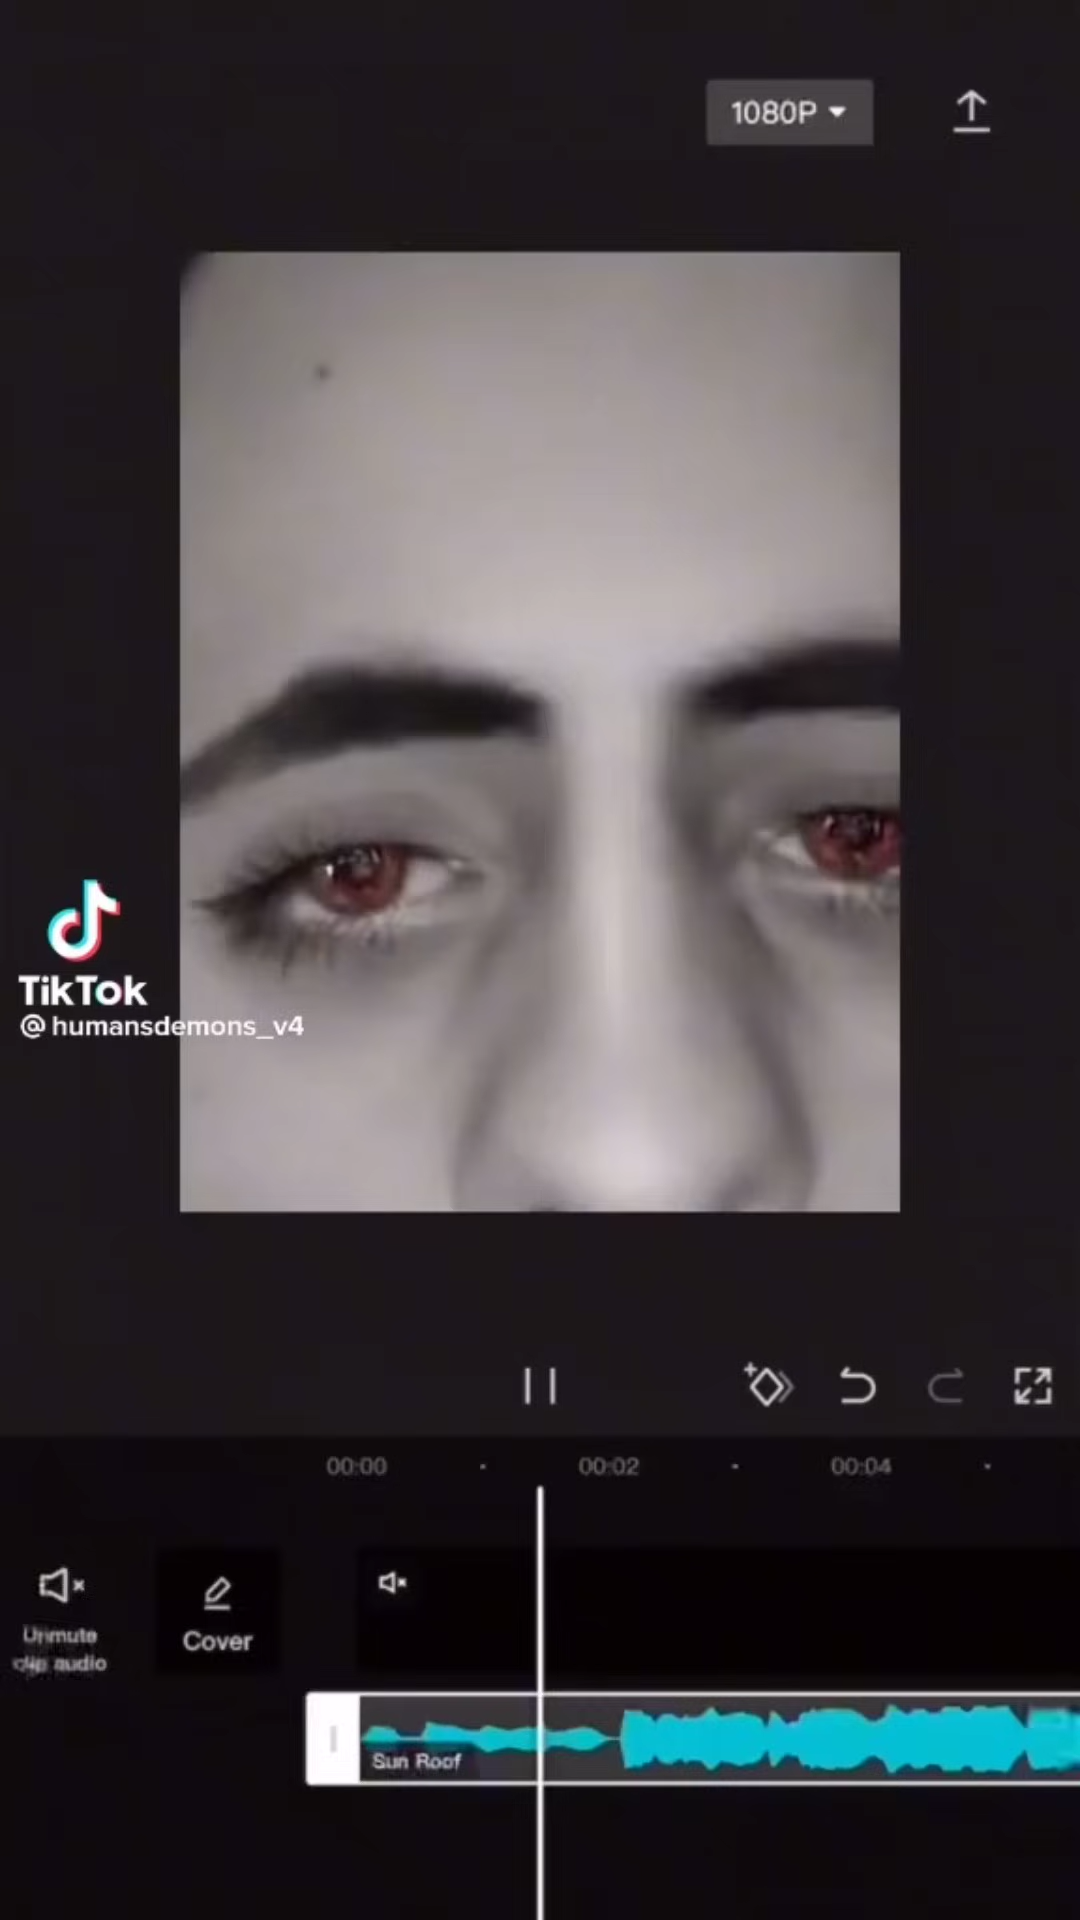 1080P
TikTok
@humansdemons_v4
00:00
00:02
00:04
Unmute
clip audio
Cover
Sun Roof